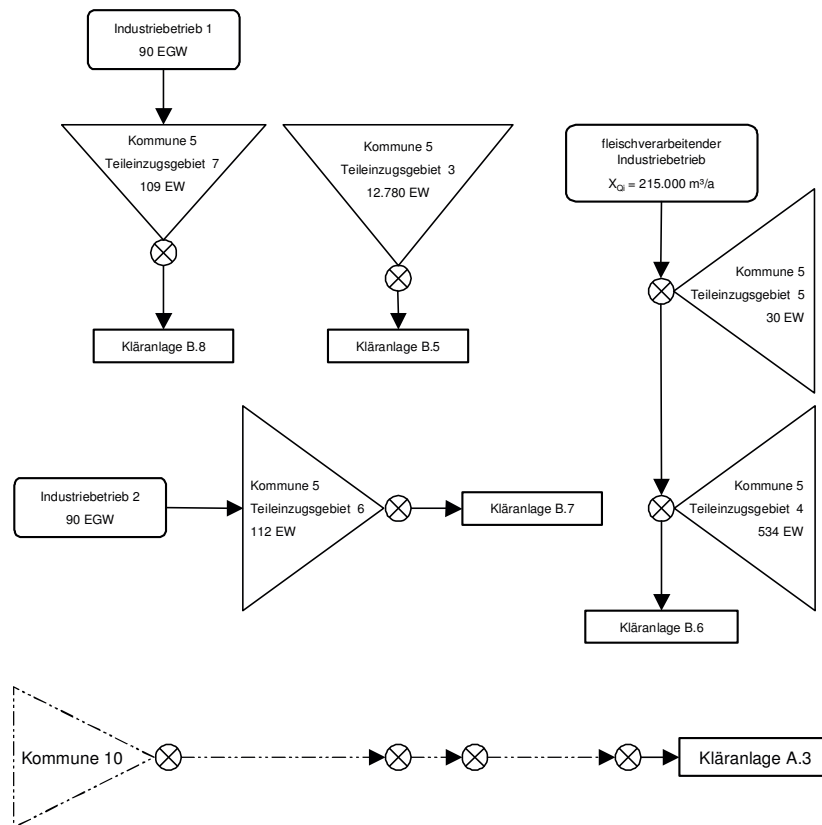 Industriebetrieb 1
90 EGW
Kommune 5
Teileinzugsgebiet 7
109 EW
Kläranlage B.8
Kommune 5
Teileinzugsgebiet 3
12.780 EW
Kläranlage B.5
fleischverarbeitender
Industriebetrieb
XQi = 215.000 m³/a
Kommune 5
Teileinzugsgebiet 5
30 EW
Industriebetrieb 2
90 EGW
Kommune 5
Teileinzugsgebiet 6
112 EW
Kläranlage B.7
Kommune 5
Teileinzugsgebiet 4
534 EW
Kläranlage B.6
Kommune 10
Kläranlage A.3